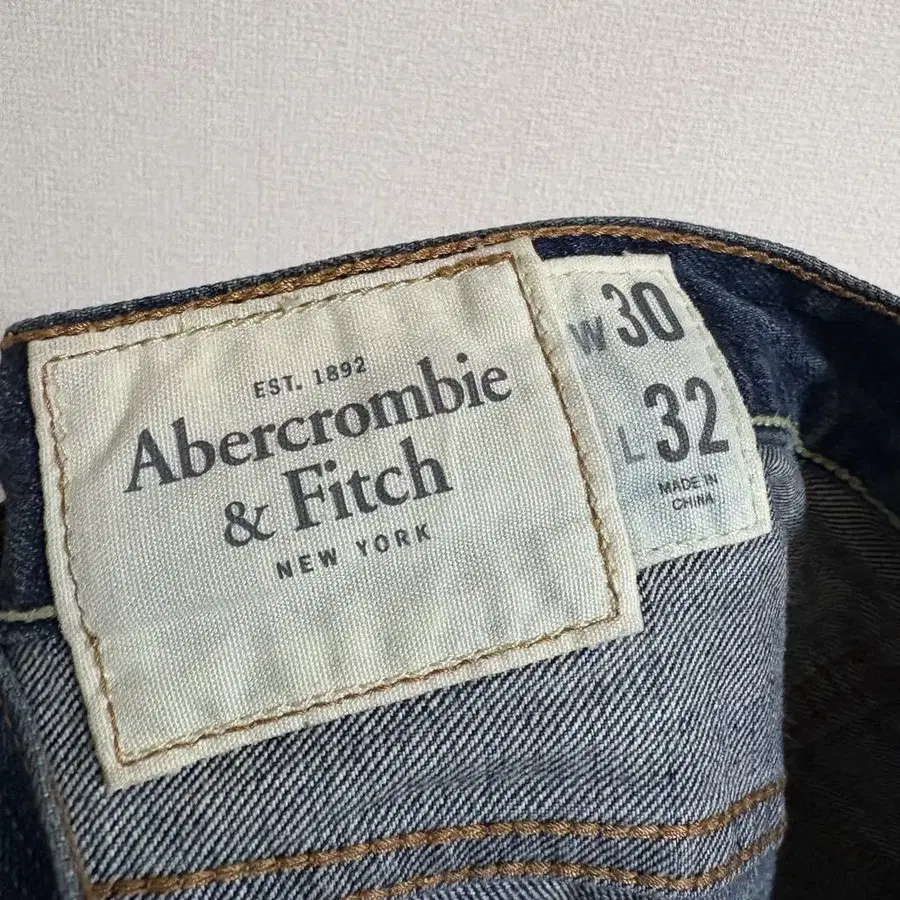 EST. 1892
Abercrombie
& Fitch
NEW YORK
W 30
L 32
MADE IN
CHINA